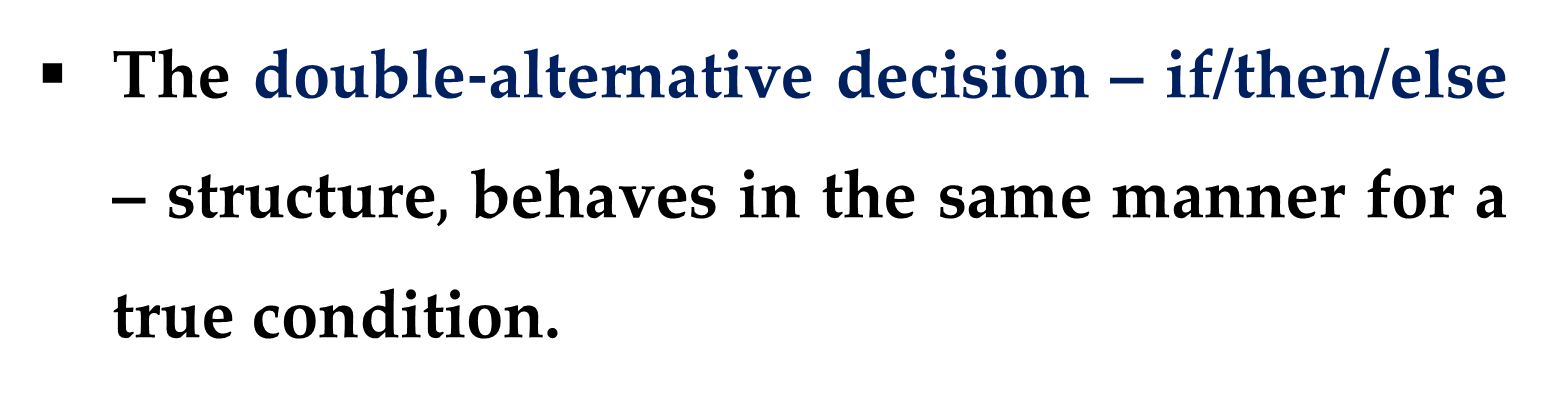 ▪ The double-alternative decision – if/then/else
– structure, behaves in the same manner for a
true condition.